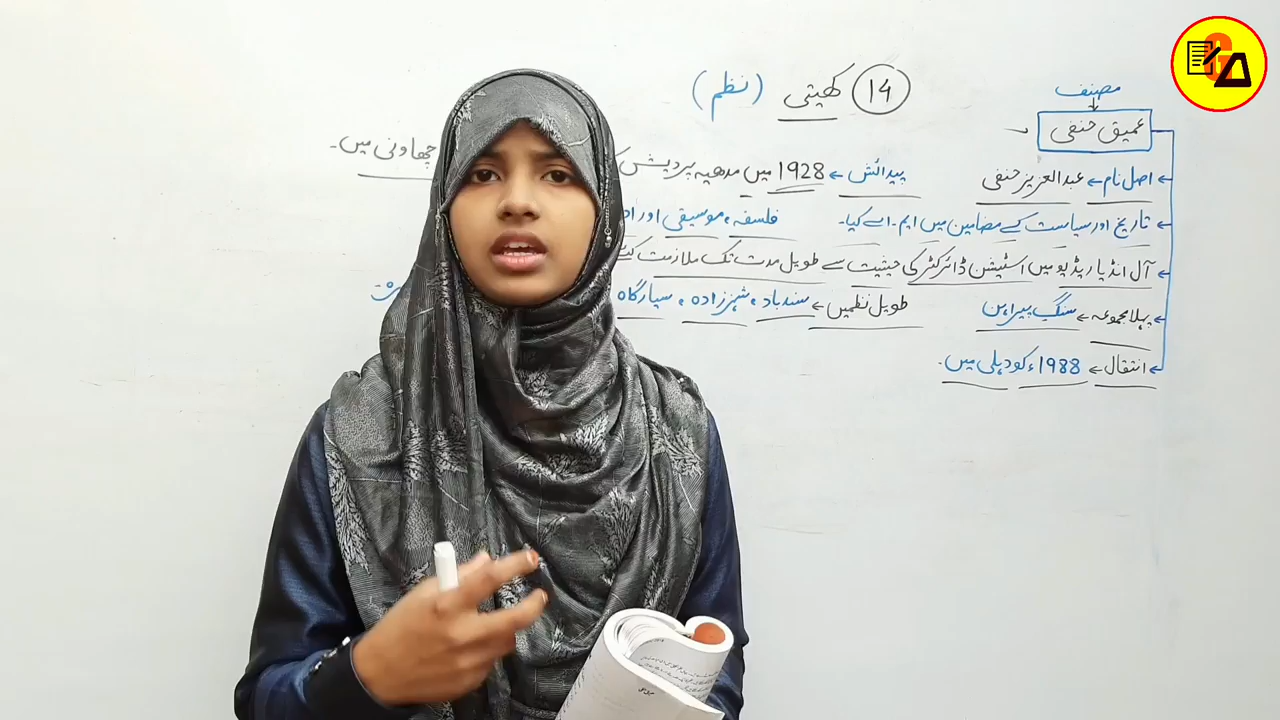 ۱۴ کھیتی (نظم)
مصنف
عمیق حنفی
اصل نام ← عبدالعزیز حنفی
پیدائش ← 1928 میں مدھیہ پردیش چھاونی میں۔
تاریخ اور سیاست کے مضامین میں ایم۔اے کیا۔ فلسفہ، موسیقی اور
آل انڈیا ریڈیو میں اسٹیشن ڈائرکٹر کی حیثیت سے طویل مدت تک ملازمت
پہلا مجموعہ ← سنگِ پیراہن
طویل نظمیں ← سندباد، شہرزادہ، سیارگاہ
انتقال ← 1988ء کو دہلی میں۔